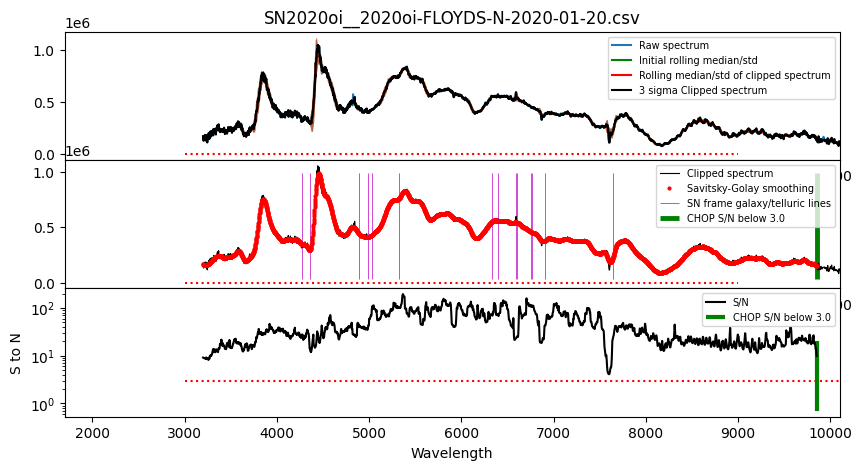 SN2020oi__2020oi-FLOYDS-N-2020-01-20.csv
1e6
1.0
0.5
0.0
Raw spectrum
Initial rolling median/std
Rolling median/std of clipped spectrum
3 sigma Clipped spectrum
1e6
1.0
0.5
0.0
Clipped spectrum
Savitsky-Golay smoothing
SN frame galaxy/telluric lines
CHOP S/N below 3.0
S to N
10²
10¹
10⁰
S/N
CHOP S/N below 3.0
2000 3000 4000 5000 6000 7000 8000 9000 10000
Wavelength